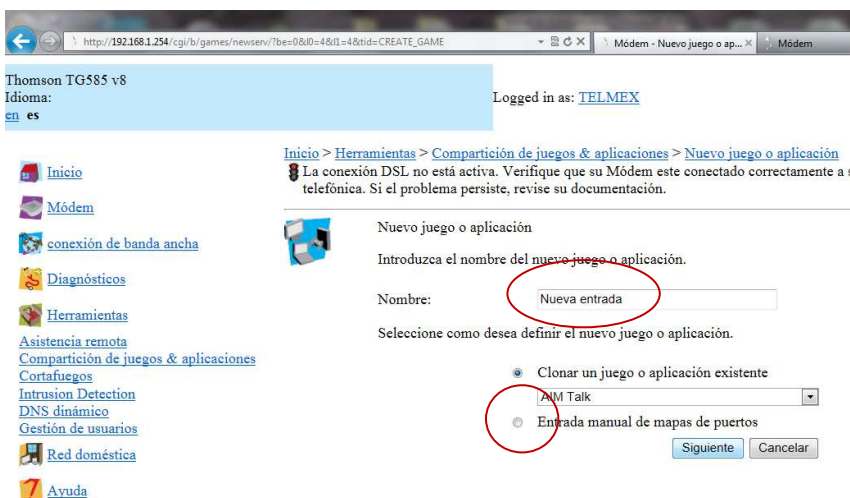 http://192.168.1.254/cgi/b/games/newserv/?be=0&l0=4&l1=4&tid=CREATE_GAME
Módem - Nuevo juego o ap...
Módem
Thomson TG585 v8
Idioma:
en es
Logged in as: TELMEX
Inicio > Herramientas > Compartición de juegos & aplicaciones > Nuevo juego o aplicación
La conexión DSL no está activa. Verifique que su Módem este conectado correctamente a
telefónica. Si el problema persiste, revise su documentación.
Inicio
Módem
conexión de banda ancha
Diagnósticos
Herramientas
Asistencia remota
Compartición de juegos & aplicaciones
Cortafuegos
Intrusion Detection
DNS dinámico
Gestión de usuarios
Red doméstica
Ayuda
Nuevo juego o aplicación
Introduzca el nombre del nuevo juego o aplicación.
Nombre: Nueva entrada
Seleccione como desea definir el nuevo juego o aplicación.
Clonar un juego o aplicación existente
AIM Talk
Entrada manual de mapas de puertos
Siguiente Cancelar